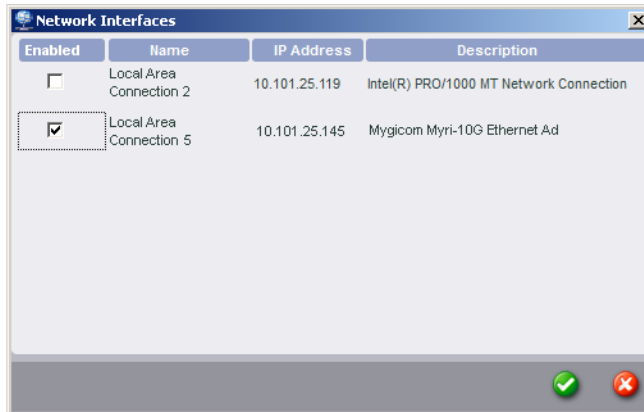 Network Interfaces
Enabled Name IP Address Description
Local Area
Connection 2 10.101.25.119 Intel(R) PRO/1000 MT Network Connection
Local Area
Connection 5 10.101.25.145 Mygicom Myri-10G Ethernet Ad